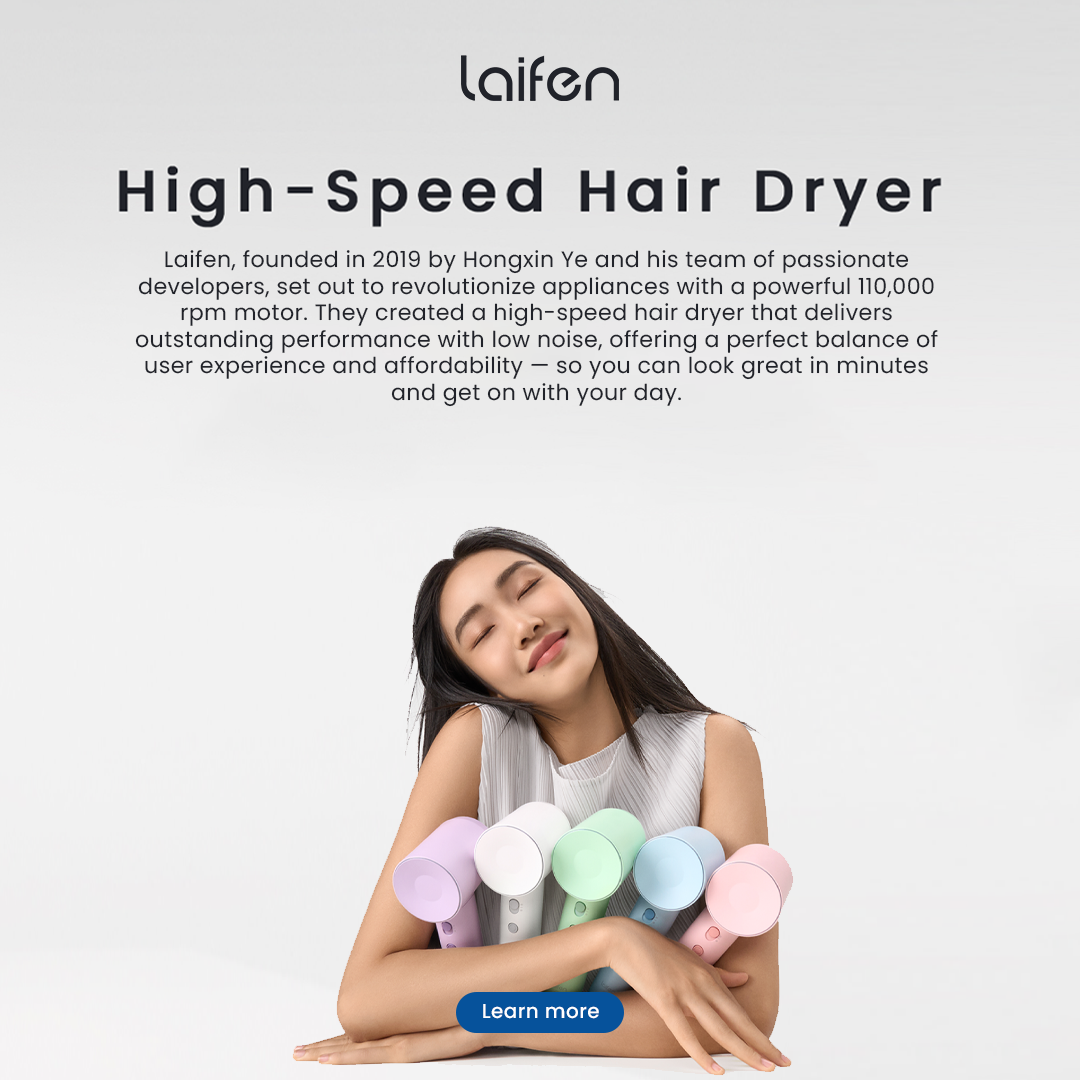 laifen
High-Speed Hair Dryer
Laifen, founded in 2019 by Hongxin Ye and his team of passionate
developers, set out to revolutionize appliances with a powerful 110,000
rpm motor. They created a high-speed hair dryer that delivers
outstanding performance with low noise, offering a perfect balance of
user experience and affordability — so you can look great in minutes
and get on with your day.
Learn more